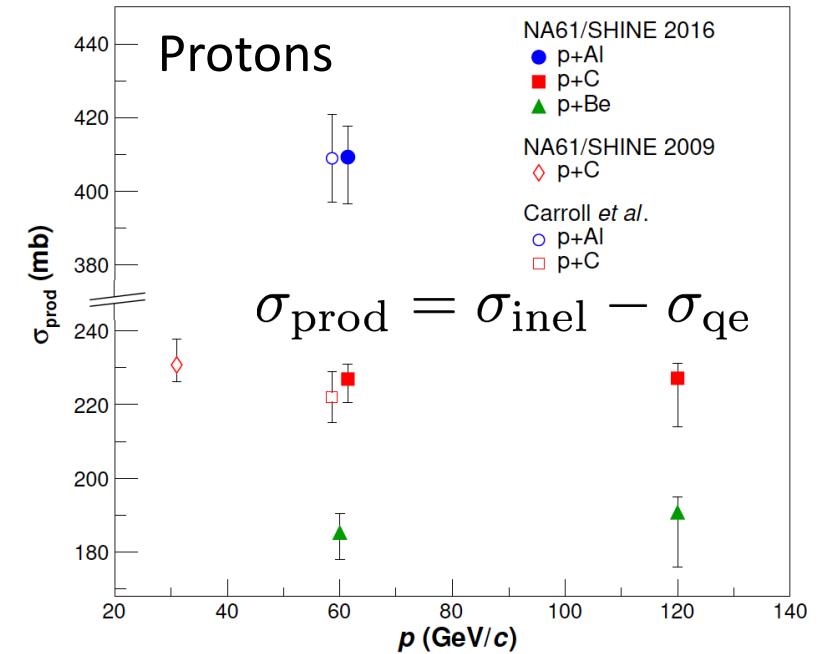 Protons
NA61/SHINE 2016
p+Al
p+C
p+Be
NA61/SHINE 2009
p+C
Carroll et al.
p+Al
p+C
σprod = σinel − σqe
σprod (mb)
440
420
400
380
240
220
200
180
20 40 60 80 100 120 140
p (GeV/c)